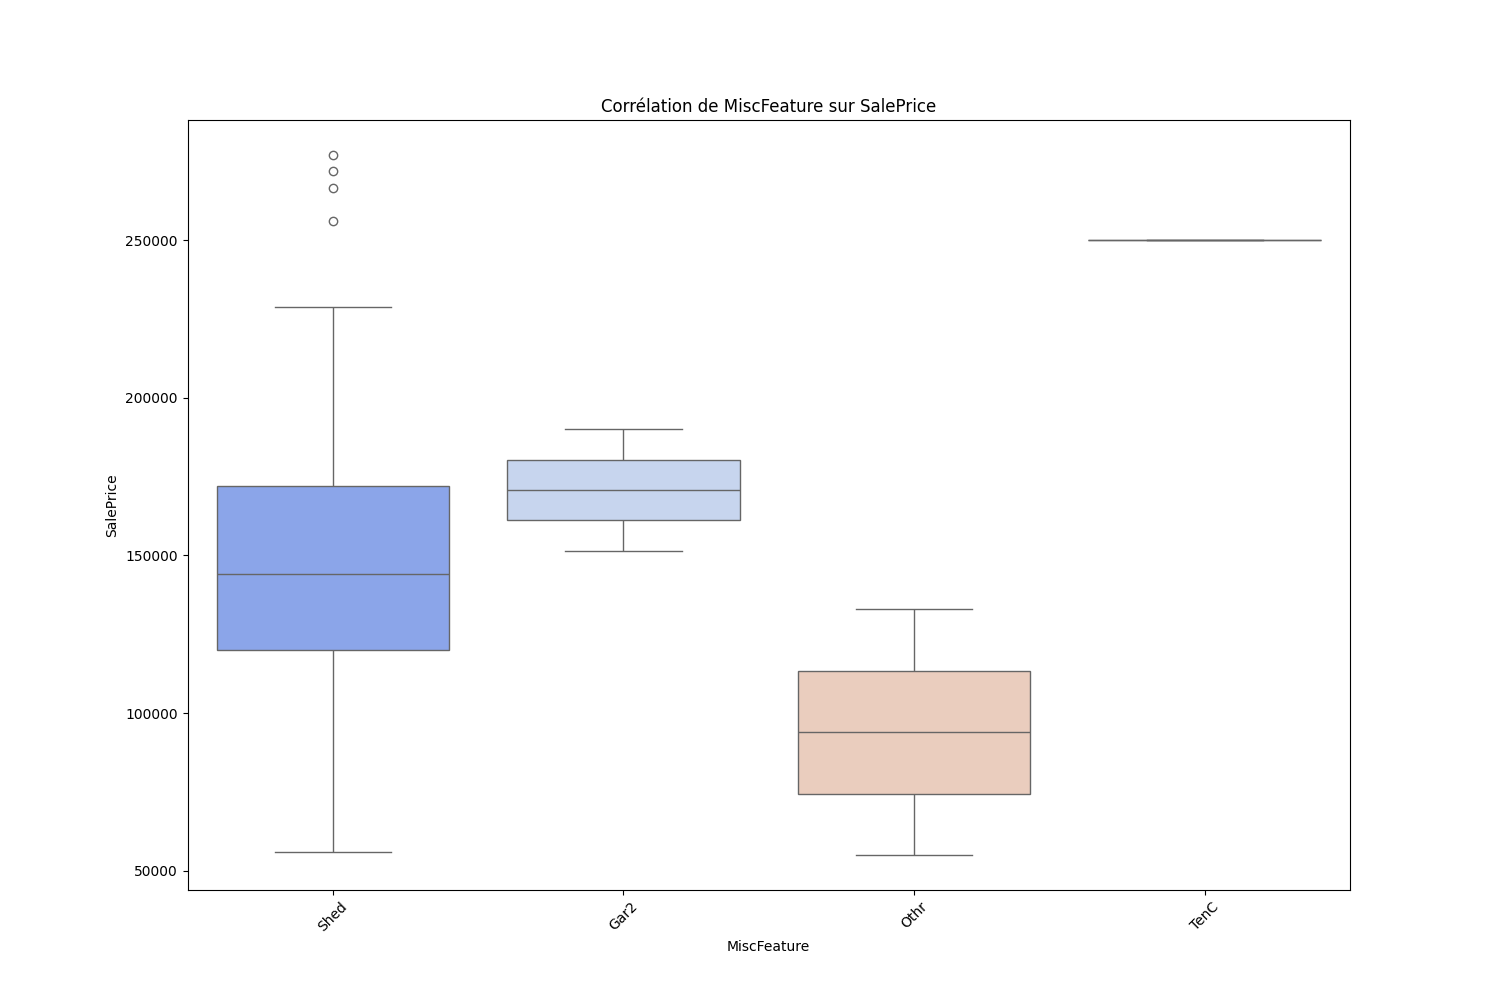 Corrélation de MiscFeature sur SalePrice
250000
200000
150000
100000
50000
SalePrice
Shed
Gar2
Othr
TenC
MiscFeature